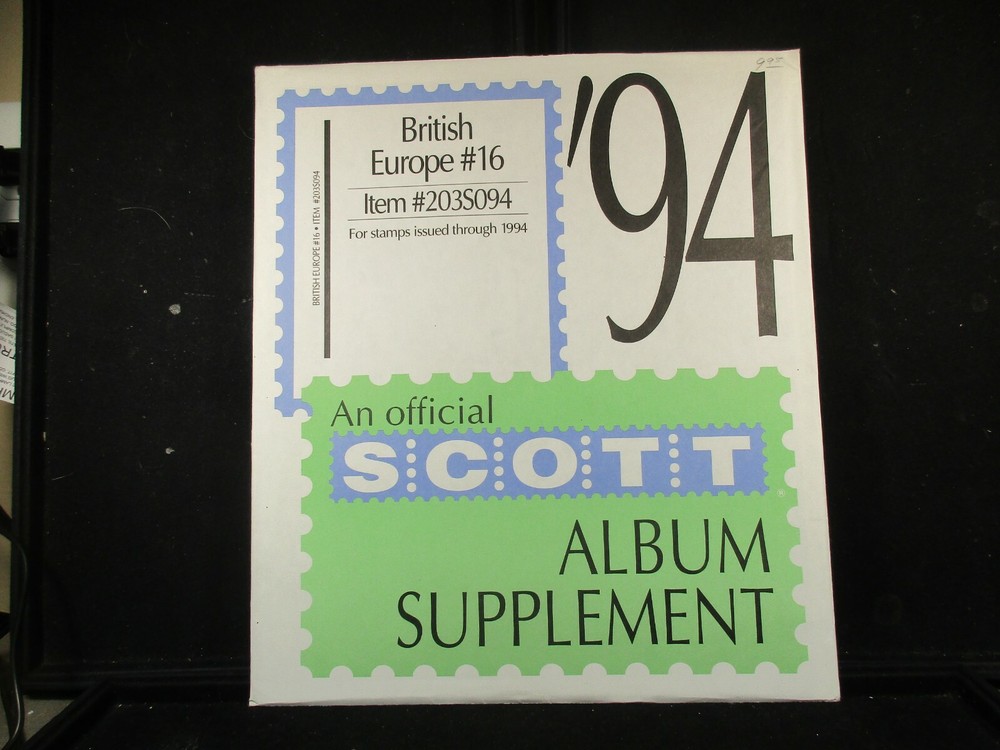 '94
British
Europe #16
Item #203S094
For stamps issued through 1994
BRITISH EUROPE #16 • ITEM #203S094
An official
SCOTT
®
ALBUM
SUPPLEMENT